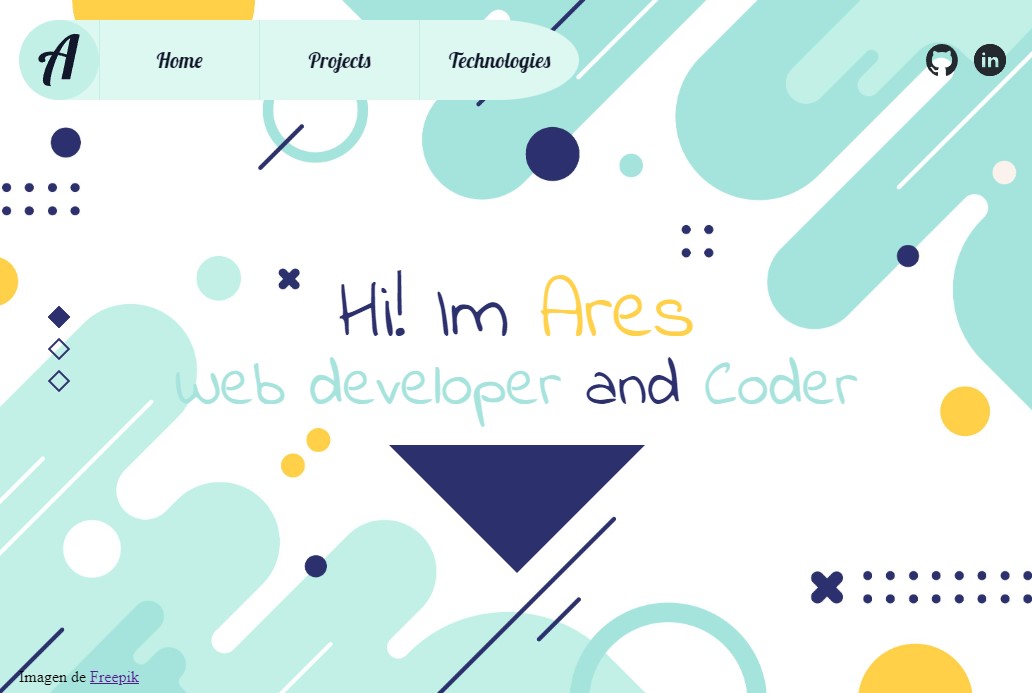 A
Home
Projects
Technologies
in
Hi! Im Ares
Web developer and Coder
Imagen de Freepik